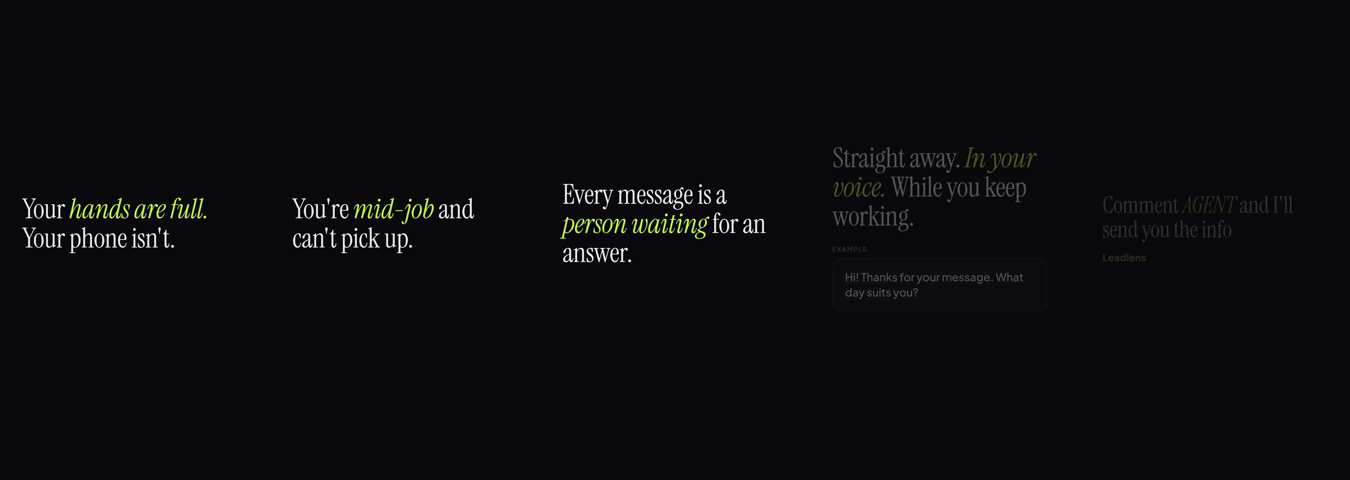 Your hands are full.
Your phone isn't.
You're mid-job and
can't pick up.
Every message is a
person waiting for an
answer.
Straight away. In your
voice. While you keep
working.
EXAMPLE
Hi! Thanks for your message. What
day suits you?
Comment AGENT and I'll
send you the info
Leadlens